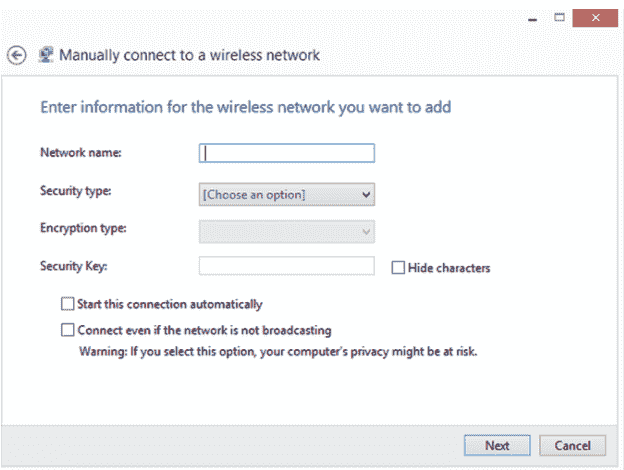 Manually connect to a wireless network
Enter information for the wireless network you want to add
Network name:
Security type:
[Choose an option]
Encryption type:
Security Key:
Hide characters
Start this connection automatically
Connect even if the network is not broadcasting
Warning: If you select this option, your computer's privacy might be at risk.
Next
Cancel